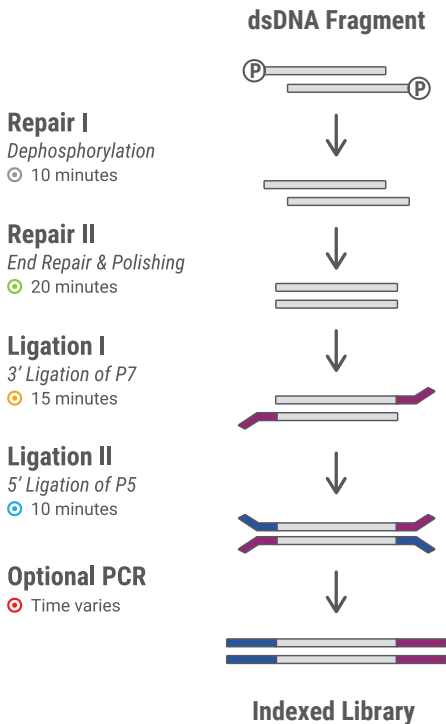 dsDNA Fragment
P
P
Repair I
Dephosphorylation
10 minutes
Repair II
End Repair & Polishing
20 minutes
Ligation I
3′ Ligation of P7
15 minutes
Ligation II
5′ Ligation of P5
10 minutes
Optional PCR
Time varies
Indexed Library